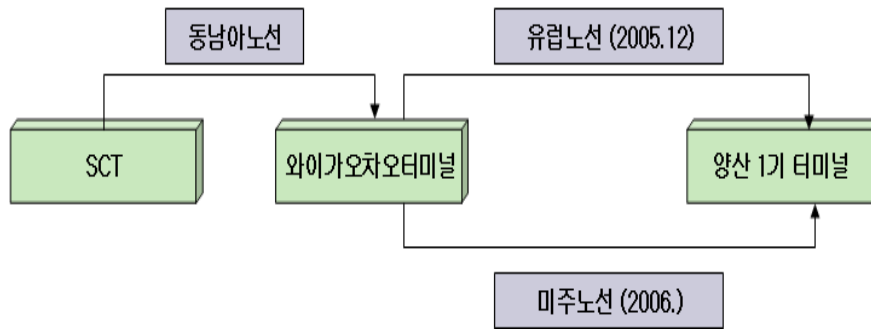 동남아노선
유럽노선 (2005.12)
SCT
와이가오차오터미널
양산 1기 터미널
미주노선 (2006.)